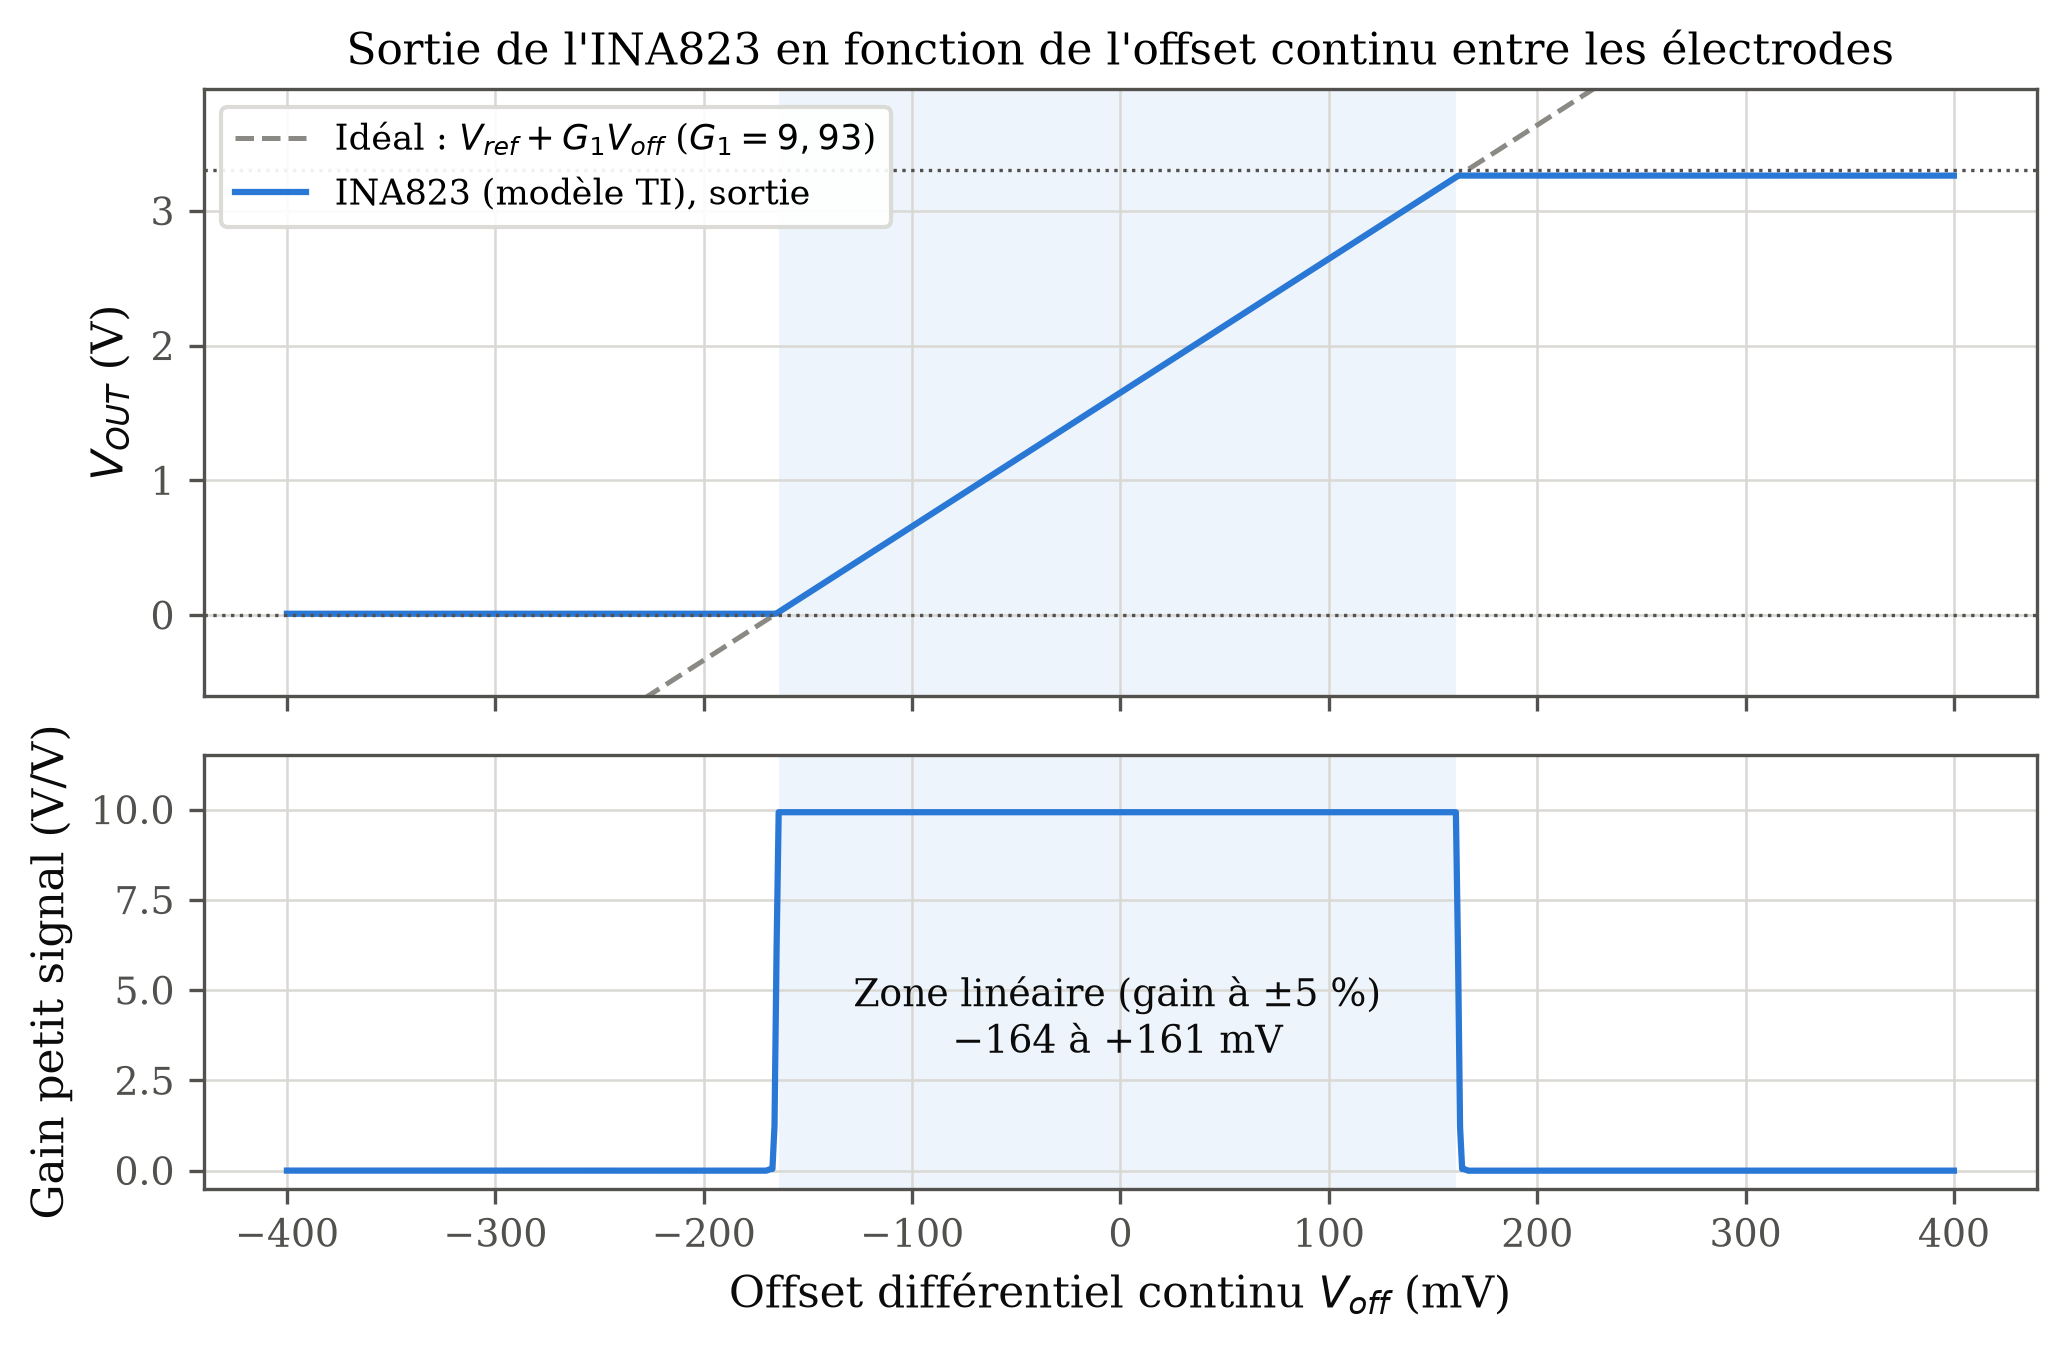 Sortie de l'INA823 en fonction de l'offset continu entre les électrodes
Idéal : V_ref + G_1V_off (G_1 = 9,93)
INA823 (modèle TI), sortie
V_OUT (V)
3
2
1
0
Gain petit signal (V/V)
10.0
7.5
5.0
2.5
0.0
Zone linéaire (gain à ±5 %)
−164 à +161 mV
−400 −300 −200 −100 0 100 200 300 400
Offset différentiel continu V_off (mV)